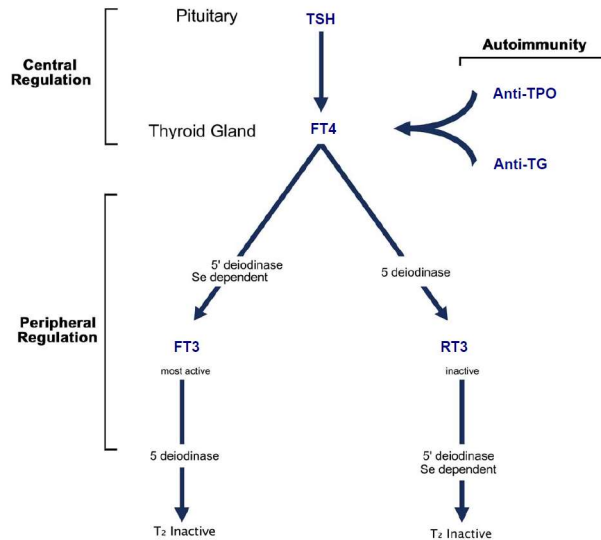 Pituitary
TSH
Autoimmunity
Central
Regulation
Anti-TPO
Thyroid Gland
FT4
Anti-TG
5' deiodinase
Se dependent
5 deiodinase
Peripheral
Regulation
FT3
RT3
most active
inactive
5 deiodinase
5' deiodinase
Se dependent
T₂ Inactive
T₂ Inactive